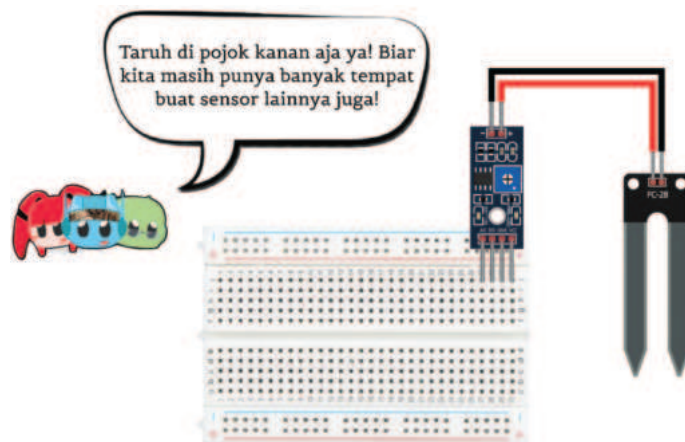 Taruh di pojok kanan aja ya! Biar
kita masih punya banyak tempat
buat sensor lainnya juga!
- +
FC-28